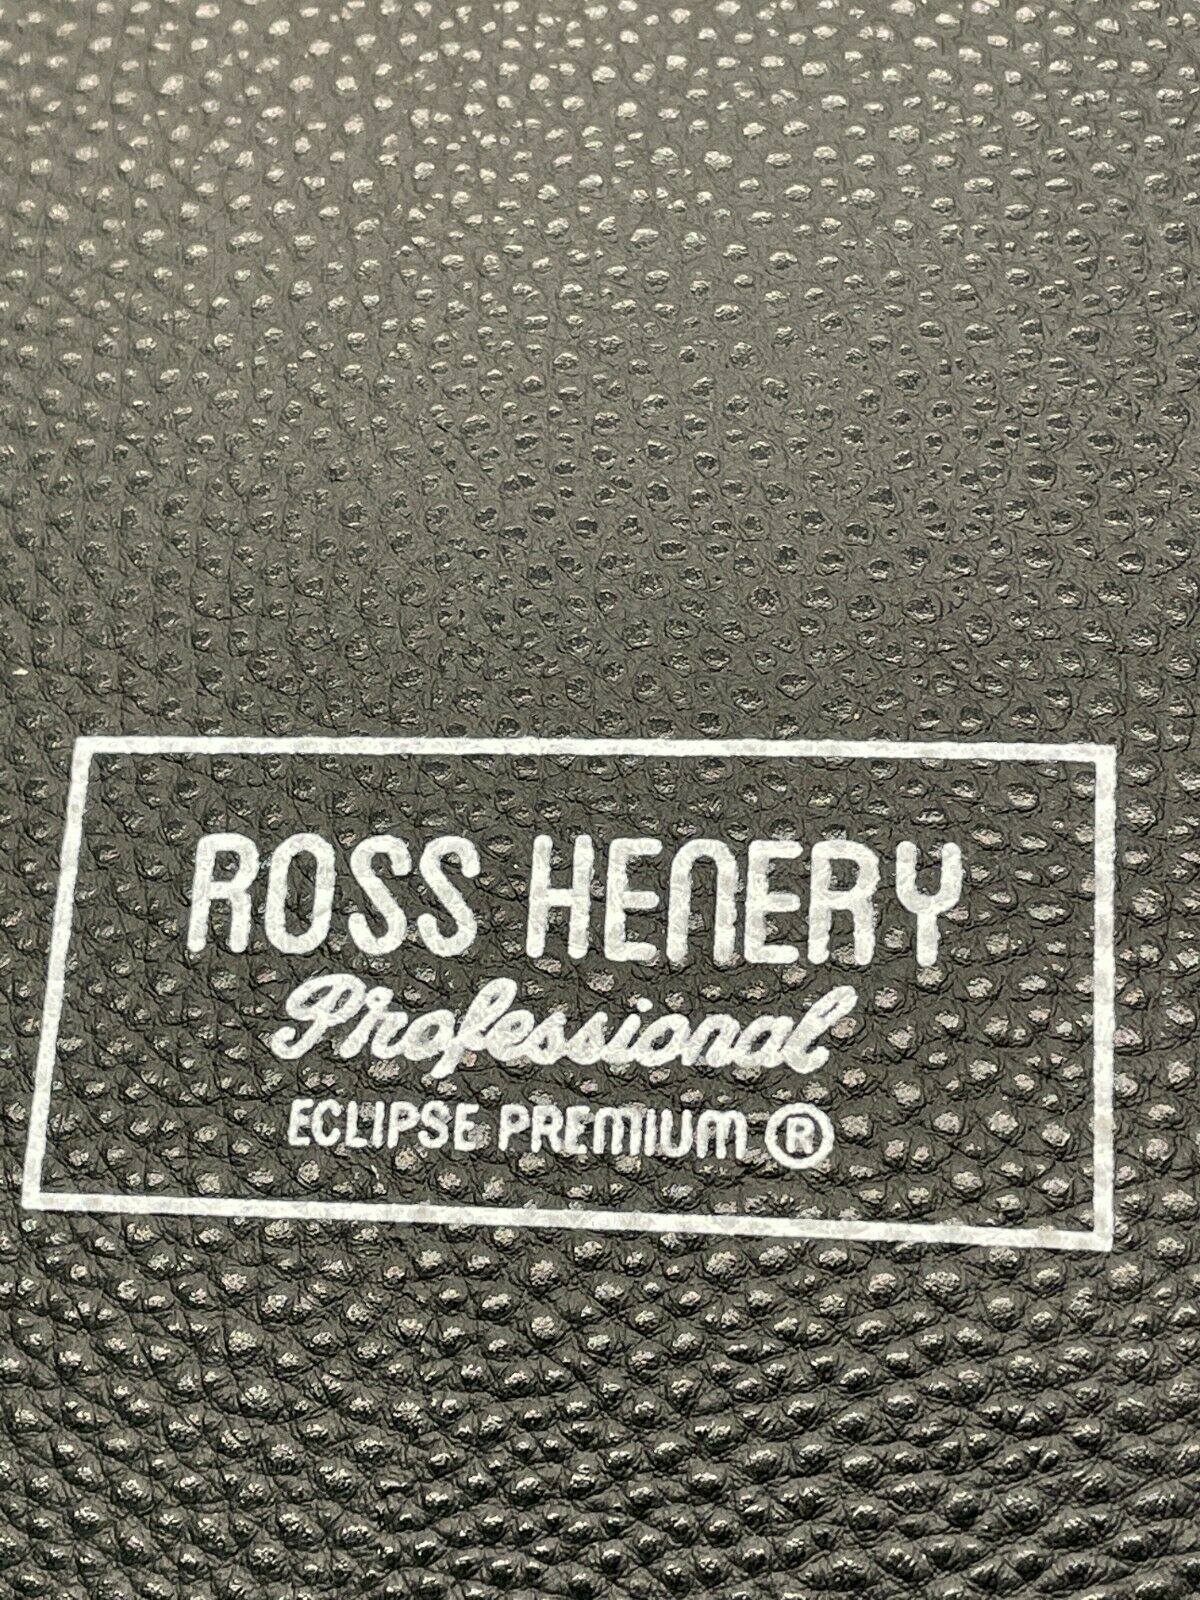 ROSS HENERY
Professional
ECLIPSE PREMIUM ®